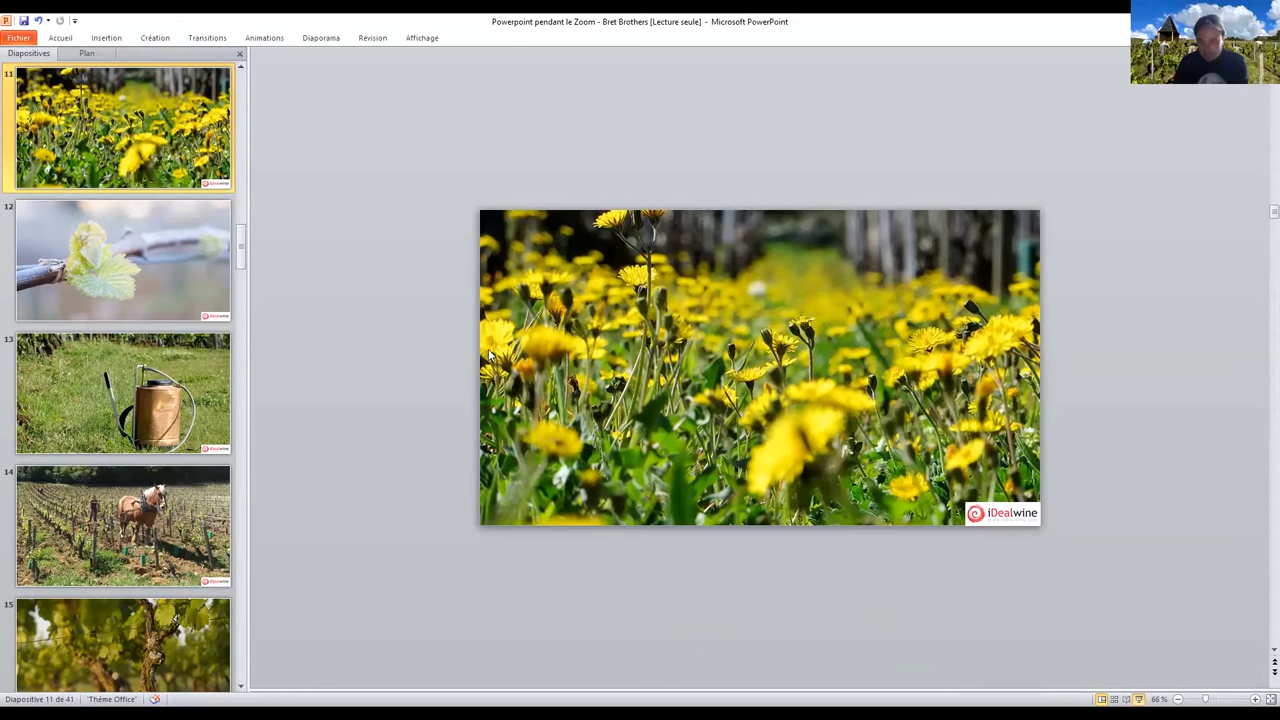 Powerpoint pendant le Zoom - Bret Brothers [Lecture seule] - Microsoft PowerPoint
Fichier Accueil Insertion Création Transitions Animations Diaporama Révision Affichage
Diapositives Plan
11
12
13
14
15
iDealwine
Diapositive 11 de 41 "Thème Office" 66 %